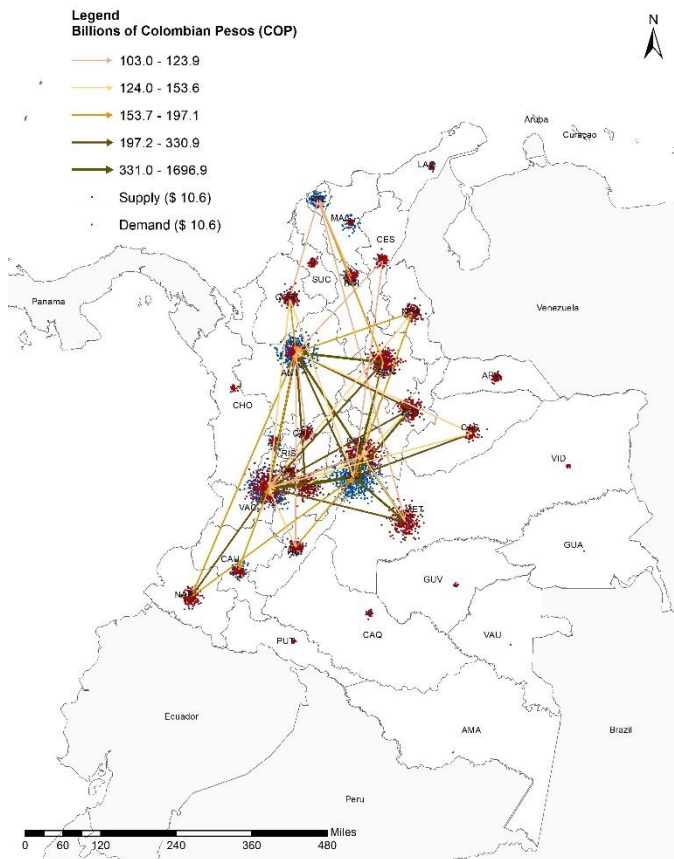 Legend
Billions of Colombian Pesos (COP)
103.0 - 123.9
124.0 - 153.6
153.7 - 197.1
197.2 - 330.9
331.0 - 1696.9
Supply ($ 10.6)
Demand ($ 10.6)
N
Aruba
Curaçao
LAG
MAG
CES
SUC
Panama
Venezuela
CHO
VID
RIS
VAC
MET
GUA
CAU
GUV
NAR
PUT
CAQ
VAU
Ecuador
AMA
Brazil
Peru
Miles
0 60 120 240 360 480